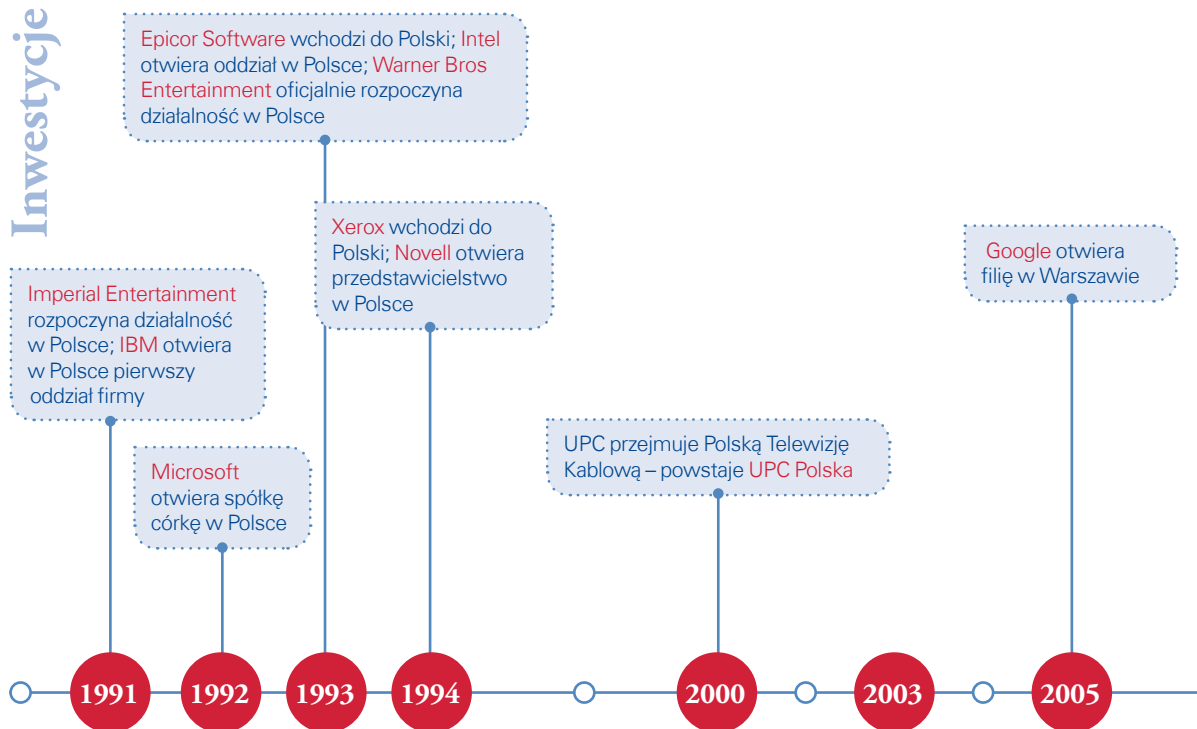 Inwestycje
Epicor Software wchodzi do Polski; Intel
otwiera oddział w Polsce; Warner Bros
Entertainment oficjalnie rozpoczyna
działalność w Polsce
Xerox wchodzi do
Polski; Novell otwiera
przedstawicielstwo
w Polsce
Google otwiera
filię w Warszawie
Imperial Entertainment
rozpoczyna działalność
w Polsce; IBM otwiera
w Polsce pierwszy
oddział firmy
UPC przejmuje Polską Telewizję
Kablową – powstaje UPC Polska
Microsoft
otwiera spółkę
córkę w Polsce
1991 1992 1993 1994 2000 2003 2005